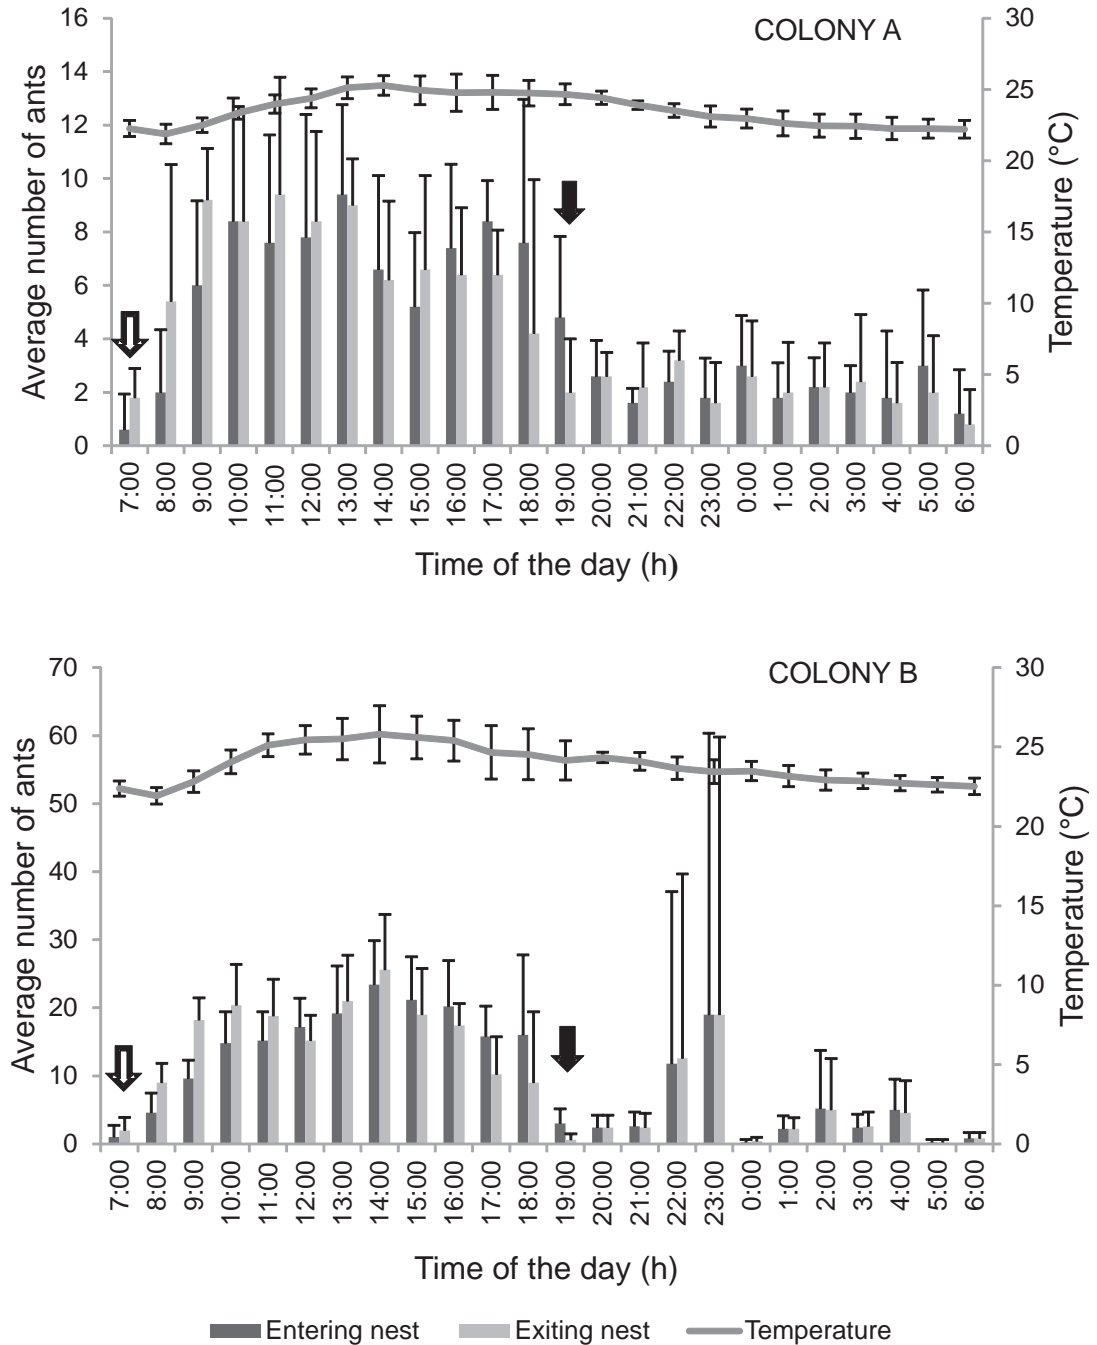 COLONY A
Average number of ants
16
14
12
10
8
6
4
2
0
30
25
20
15
10
5
0
Temperature (°C)
7:00 8:00 9:00 10:00 11:00 12:00 13:00 14:00 15:00 16:00 17:00 18:00 19:00 20:00 21:00 22:00 23:00 0:00 1:00 2:00 3:00 4:00 5:00 6:00
Time of the day (h)
COLONY B
Average number of ants
70
60
50
40
30
20
10
0
30
25
20
15
10
5
0
Temperature (°C)
7:00 8:00 9:00 10:00 11:00 12:00 13:00 14:00 15:00 16:00 17:00 18:00 19:00 20:00 21:00 22:00 23:00 0:00 1:00 2:00 3:00 4:00 5:00 6:00
Time of the day (h)
Entering nest Exiting nest Temperature